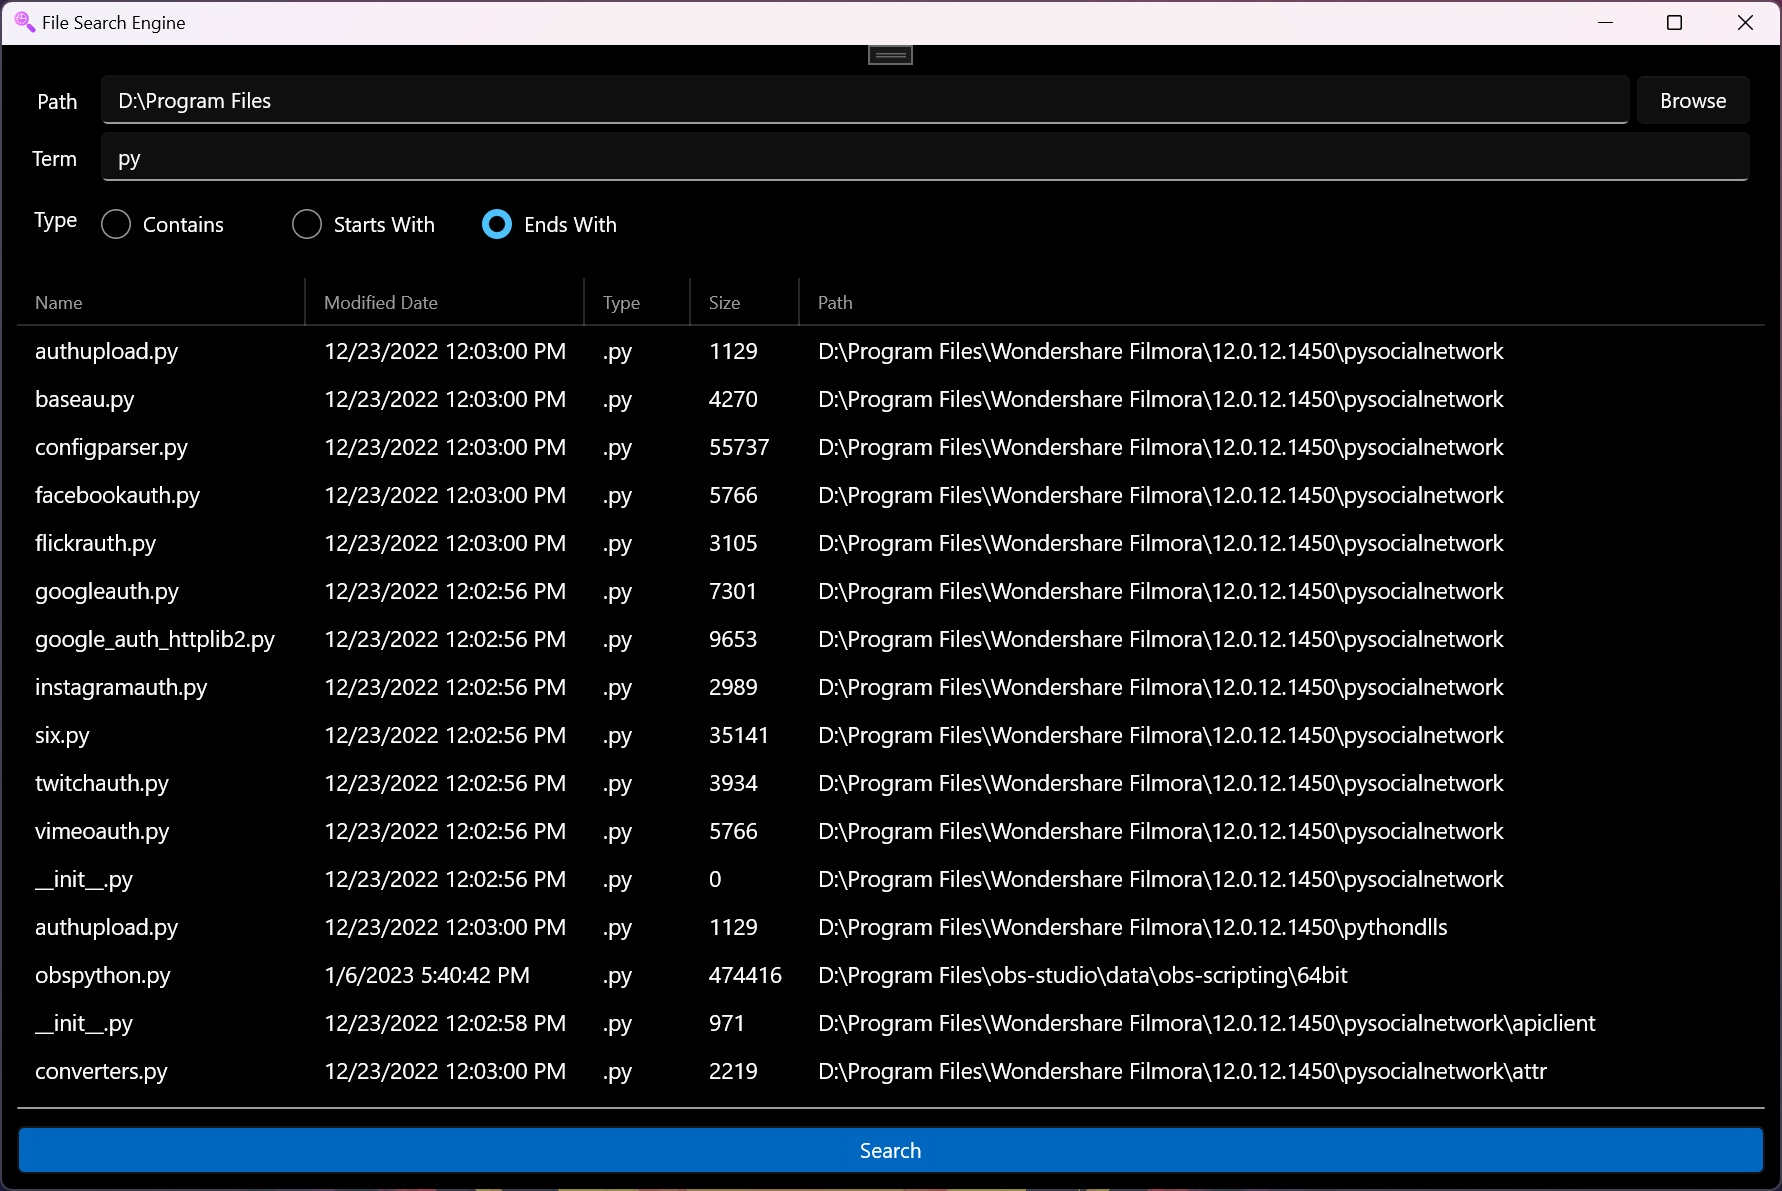 File Search Engine
Path D:\Program Files Browse
Term py
Type Contains Starts With Ends With
Name Modified Date Type Size Path
authupload.py 12/23/2022 12:03:00 PM .py 1129 D:\Program Files\Wondershare Filmora\12.0.12.1450\pysocialnetwork
baseau.py 12/23/2022 12:03:00 PM .py 4270 D:\Program Files\Wondershare Filmora\12.0.12.1450\pysocialnetwork
configparser.py 12/23/2022 12:03:00 PM .py 55737 D:\Program Files\Wondershare Filmora\12.0.12.1450\pysocialnetwork
facebookauth.py 12/23/2022 12:03:00 PM .py 5766 D:\Program Files\Wondershare Filmora\12.0.12.1450\pysocialnetwork
flickrauth.py 12/23/2022 12:03:00 PM .py 3105 D:\Program Files\Wondershare Filmora\12.0.12.1450\pysocialnetwork
googleauth.py 12/23/2022 12:02:56 PM .py 7301 D:\Program Files\Wondershare Filmora\12.0.12.1450\pysocialnetwork
google_auth_httplib2.py 12/23/2022 12:02:56 PM .py 9653 D:\Program Files\Wondershare Filmora\12.0.12.1450\pysocialnetwork
instagramauth.py 12/23/2022 12:02:56 PM .py 2989 D:\Program Files\Wondershare Filmora\12.0.12.1450\pysocialnetwork
six.py 12/23/2022 12:02:56 PM .py 35141 D:\Program Files\Wondershare Filmora\12.0.12.1450\pysocialnetwork
twitchauth.py 12/23/2022 12:02:56 PM .py 3934 D:\Program Files\Wondershare Filmora\12.0.12.1450\pysocialnetwork
vimeoauth.py 12/23/2022 12:02:56 PM .py 5766 D:\Program Files\Wondershare Filmora\12.0.12.1450\pysocialnetwork
__init__.py 12/23/2022 12:02:56 PM .py 0 D:\Program Files\Wondershare Filmora\12.0.12.1450\pysocialnetwork
authupload.py 12/23/2022 12:03:00 PM .py 1129 D:\Program Files\Wondershare Filmora\12.0.12.1450\pythondlls
obspython.py 1/6/2023 5:40:42 PM .py 474416 D:\Program Files\obs-studio\data\obs-scripting\64bit
__init__.py 12/23/2022 12:02:58 PM .py 971 D:\Program Files\Wondershare Filmora\12.0.12.1450\pysocialnetwork\apiclient
converters.py 12/23/2022 12:03:00 PM .py 2219 D:\Program Files\Wondershare Filmora\12.0.12.1450\pysocialnetwork\attr
Search